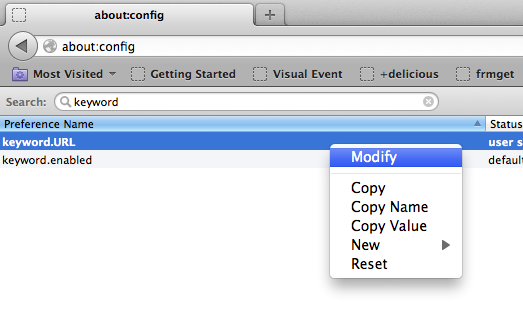 about:config
about:config
Most Visited Getting Started Visual Event +delicious frmget
Search: keyword
Preference Name Status
keyword.URL user s
keyword.enabled default
Modify
Copy
Copy Name
Copy Value
New
Reset